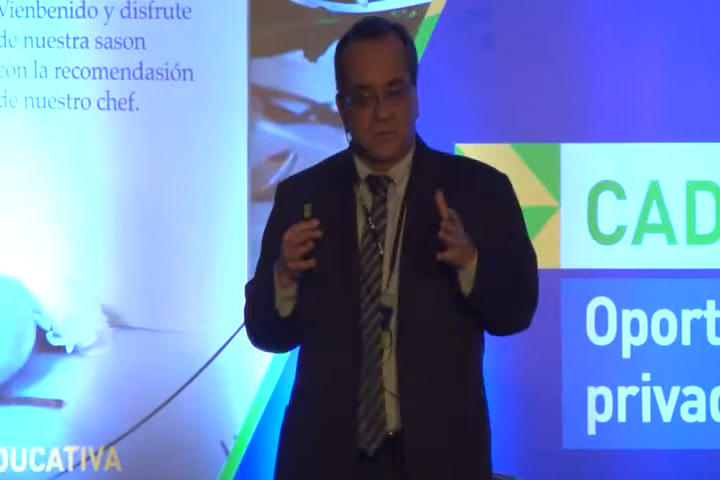 Vienbenido y disfrute
de nuestra sason
con la recomendasión
de nuestro chef.
CAD
Oport
privac
DUCATIVA